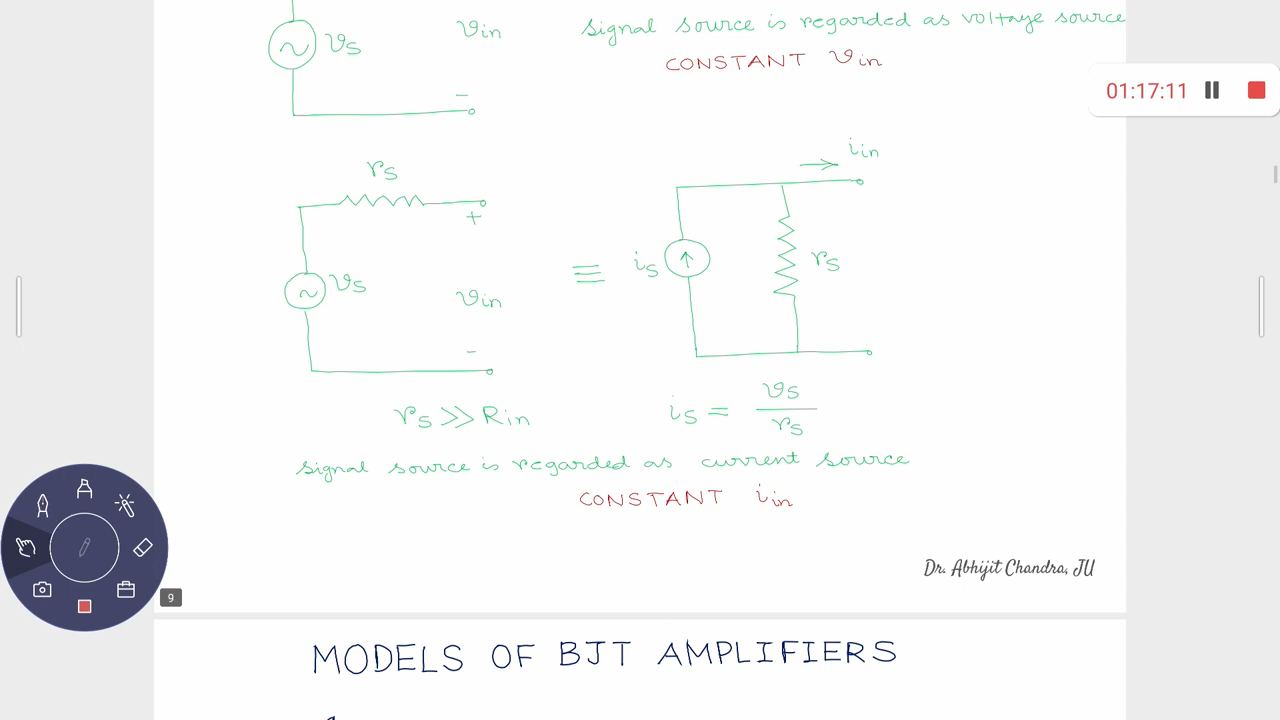 signal source is regarded as voltage source
vS
vin
CONSTANT vin
01:17:11
−
iin
rS
+
iS
rS
≡
vS
vin
−
rS >> Rin
iS = vS / rS
signal source is regarded as current source
CONSTANT iin
Dr. Abhijit Chandra, JU
9
MODELS OF BJT AMPLIFIERS